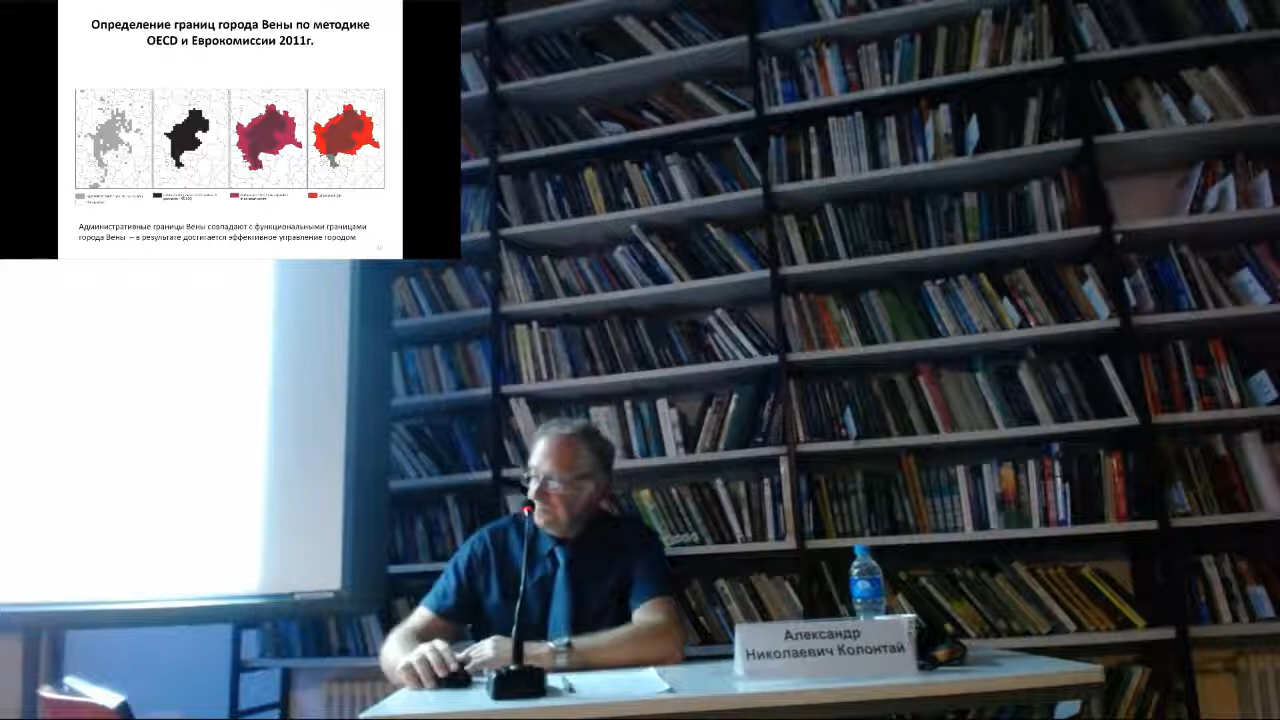 Определение границ города Вены по методике
OECD и Еврокомиссии 2011г.
Административные границы Вены совпадают с функциональными границами
города Вены – в результате достигается эффективное управление городом
Александр
Николаевич Колонтай